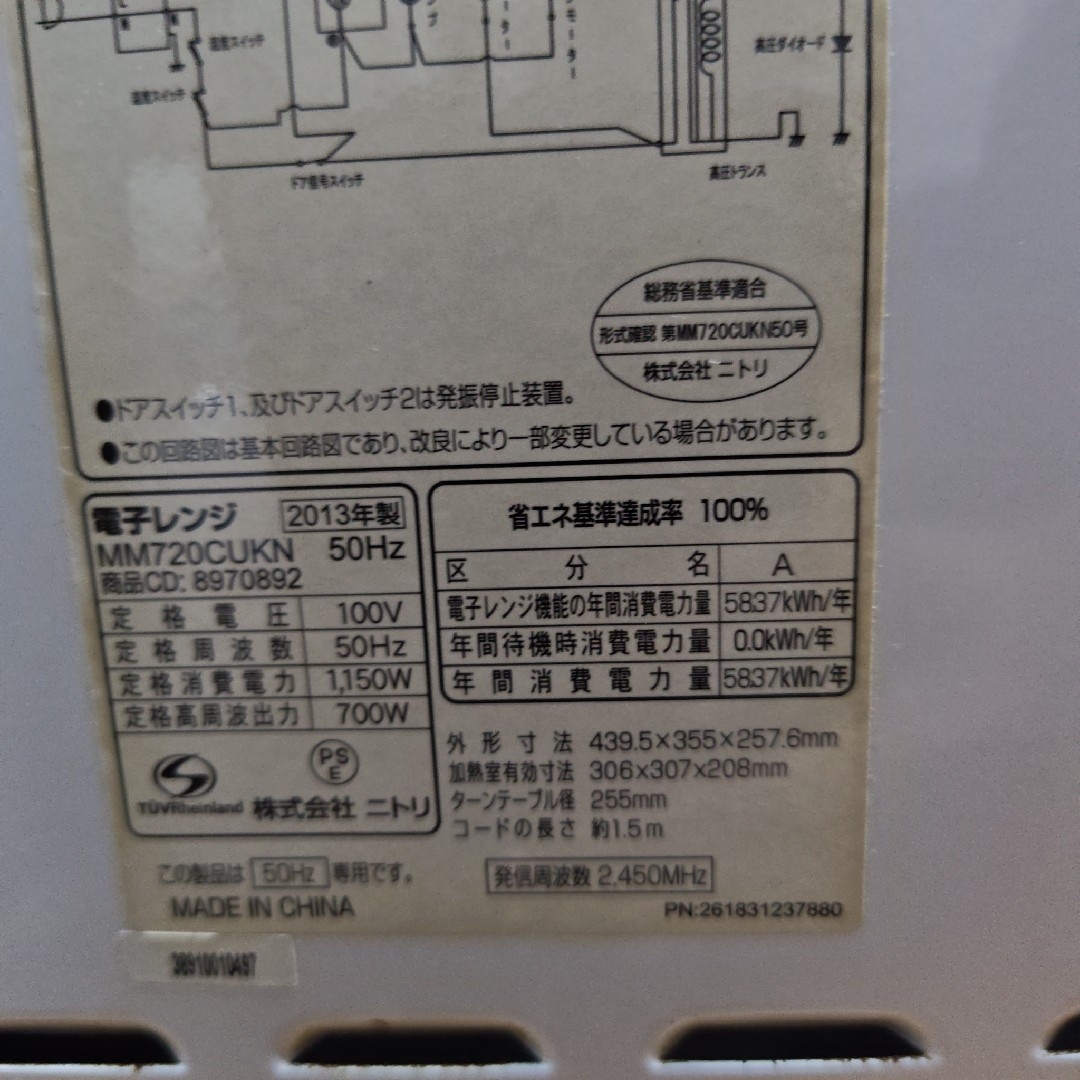 高圧ダイオード
ドア信号スイッチ
高圧トランス
総務省基準適合
形式確認 第MM720CUKN50号
株式会社 ニトリ
●ドアスイッチ1、及びドアスイッチ2は発振停止装置。
●この回路図は基本回路図であり、改良により一部変更している場合があります。
電子レンジ 2013年製
MM720CUKN 50Hz
商品CD: 8970892
定格電圧 100V
定格周波数 50Hz
定格消費電力 1,150W
定格高周波出力 700W
PSE
TÜVRheinland 株式会社 ニトリ
省エネ基準達成率 100%
区分名 A
電子レンジ機能の年間消費電力量 58.37kWh/年
年間待機時消費電力量 0.0kWh/年
年間消費電力量 58.37kWh/年
外形寸法 439.5×355×257.6mm
加熱室有効寸法 306×307×208mm
ターンテーブル径 255mm
コードの長さ 約1.5m
この製品は 50Hz 専用です。
発信周波数 2,450MHz
MADE IN CHINA
PN:261831237880
38910010497